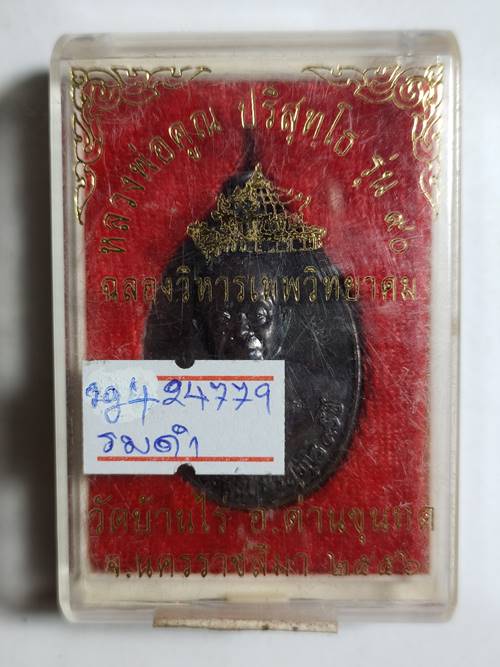 หลวงพ่อคูณ ปริสุทฺโธ รุ่น ๙๐
ฉลองวิหารเทพวิทยาคม
24779
รมดำ
วัดบ้านไร่ อ.ด่านขุนทด
จ.นครราชสีมา ๒๕๕๖